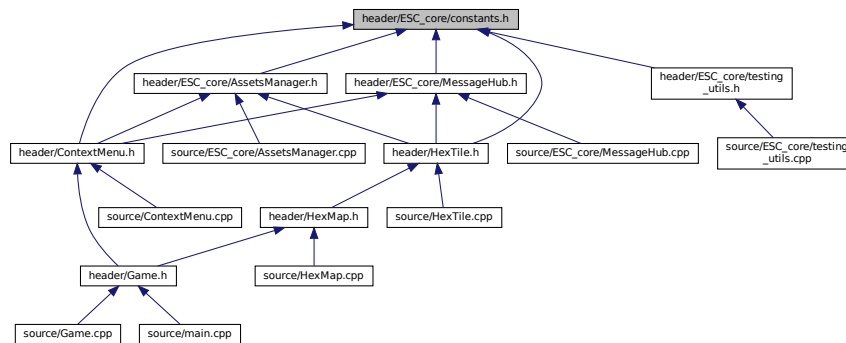 header/ESC_core/constants.h
header/ESC_core/AssetsManager.h
header/ESC_core/MessageHub.h
header/ESC_core/testing
_utils.h
header/ContextMenu.h
source/ESC_core/AssetsManager.cpp
header/HexTile.h
source/ESC_core/MessageHub.cpp
source/ESC_core/testing
_utils.cpp
source/ContextMenu.cpp
header/HexMap.h
source/HexTile.cpp
header/Game.h
source/HexMap.cpp
source/Game.cpp
source/main.cpp